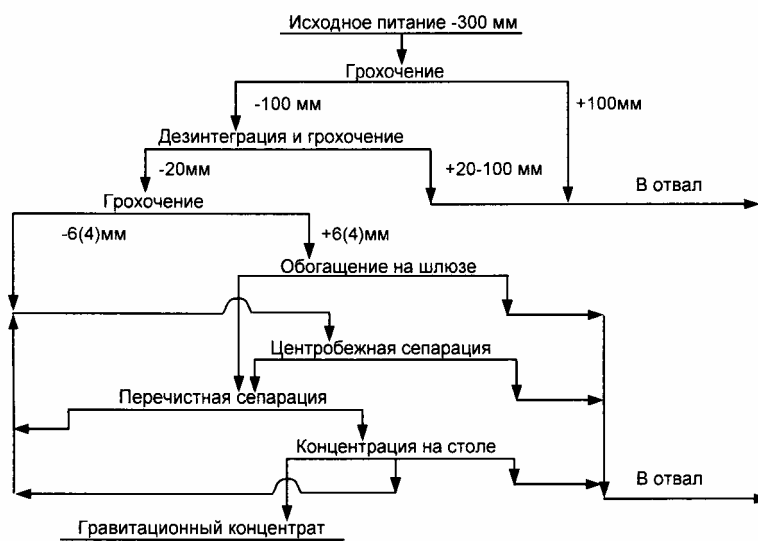 Исходное питание -300 мм
Грохочение
-100 мм
+100мм
Дезинтеграция и грохочение
-20мм
+20-100 мм
В отвал
Грохочение
-6(4)мм
+6(4)мм
Обогащение на шлюзе
Центробежная сепарация
Перечистная сепарация
Концентрация на столе
В отвал
Гравитационный концентрат